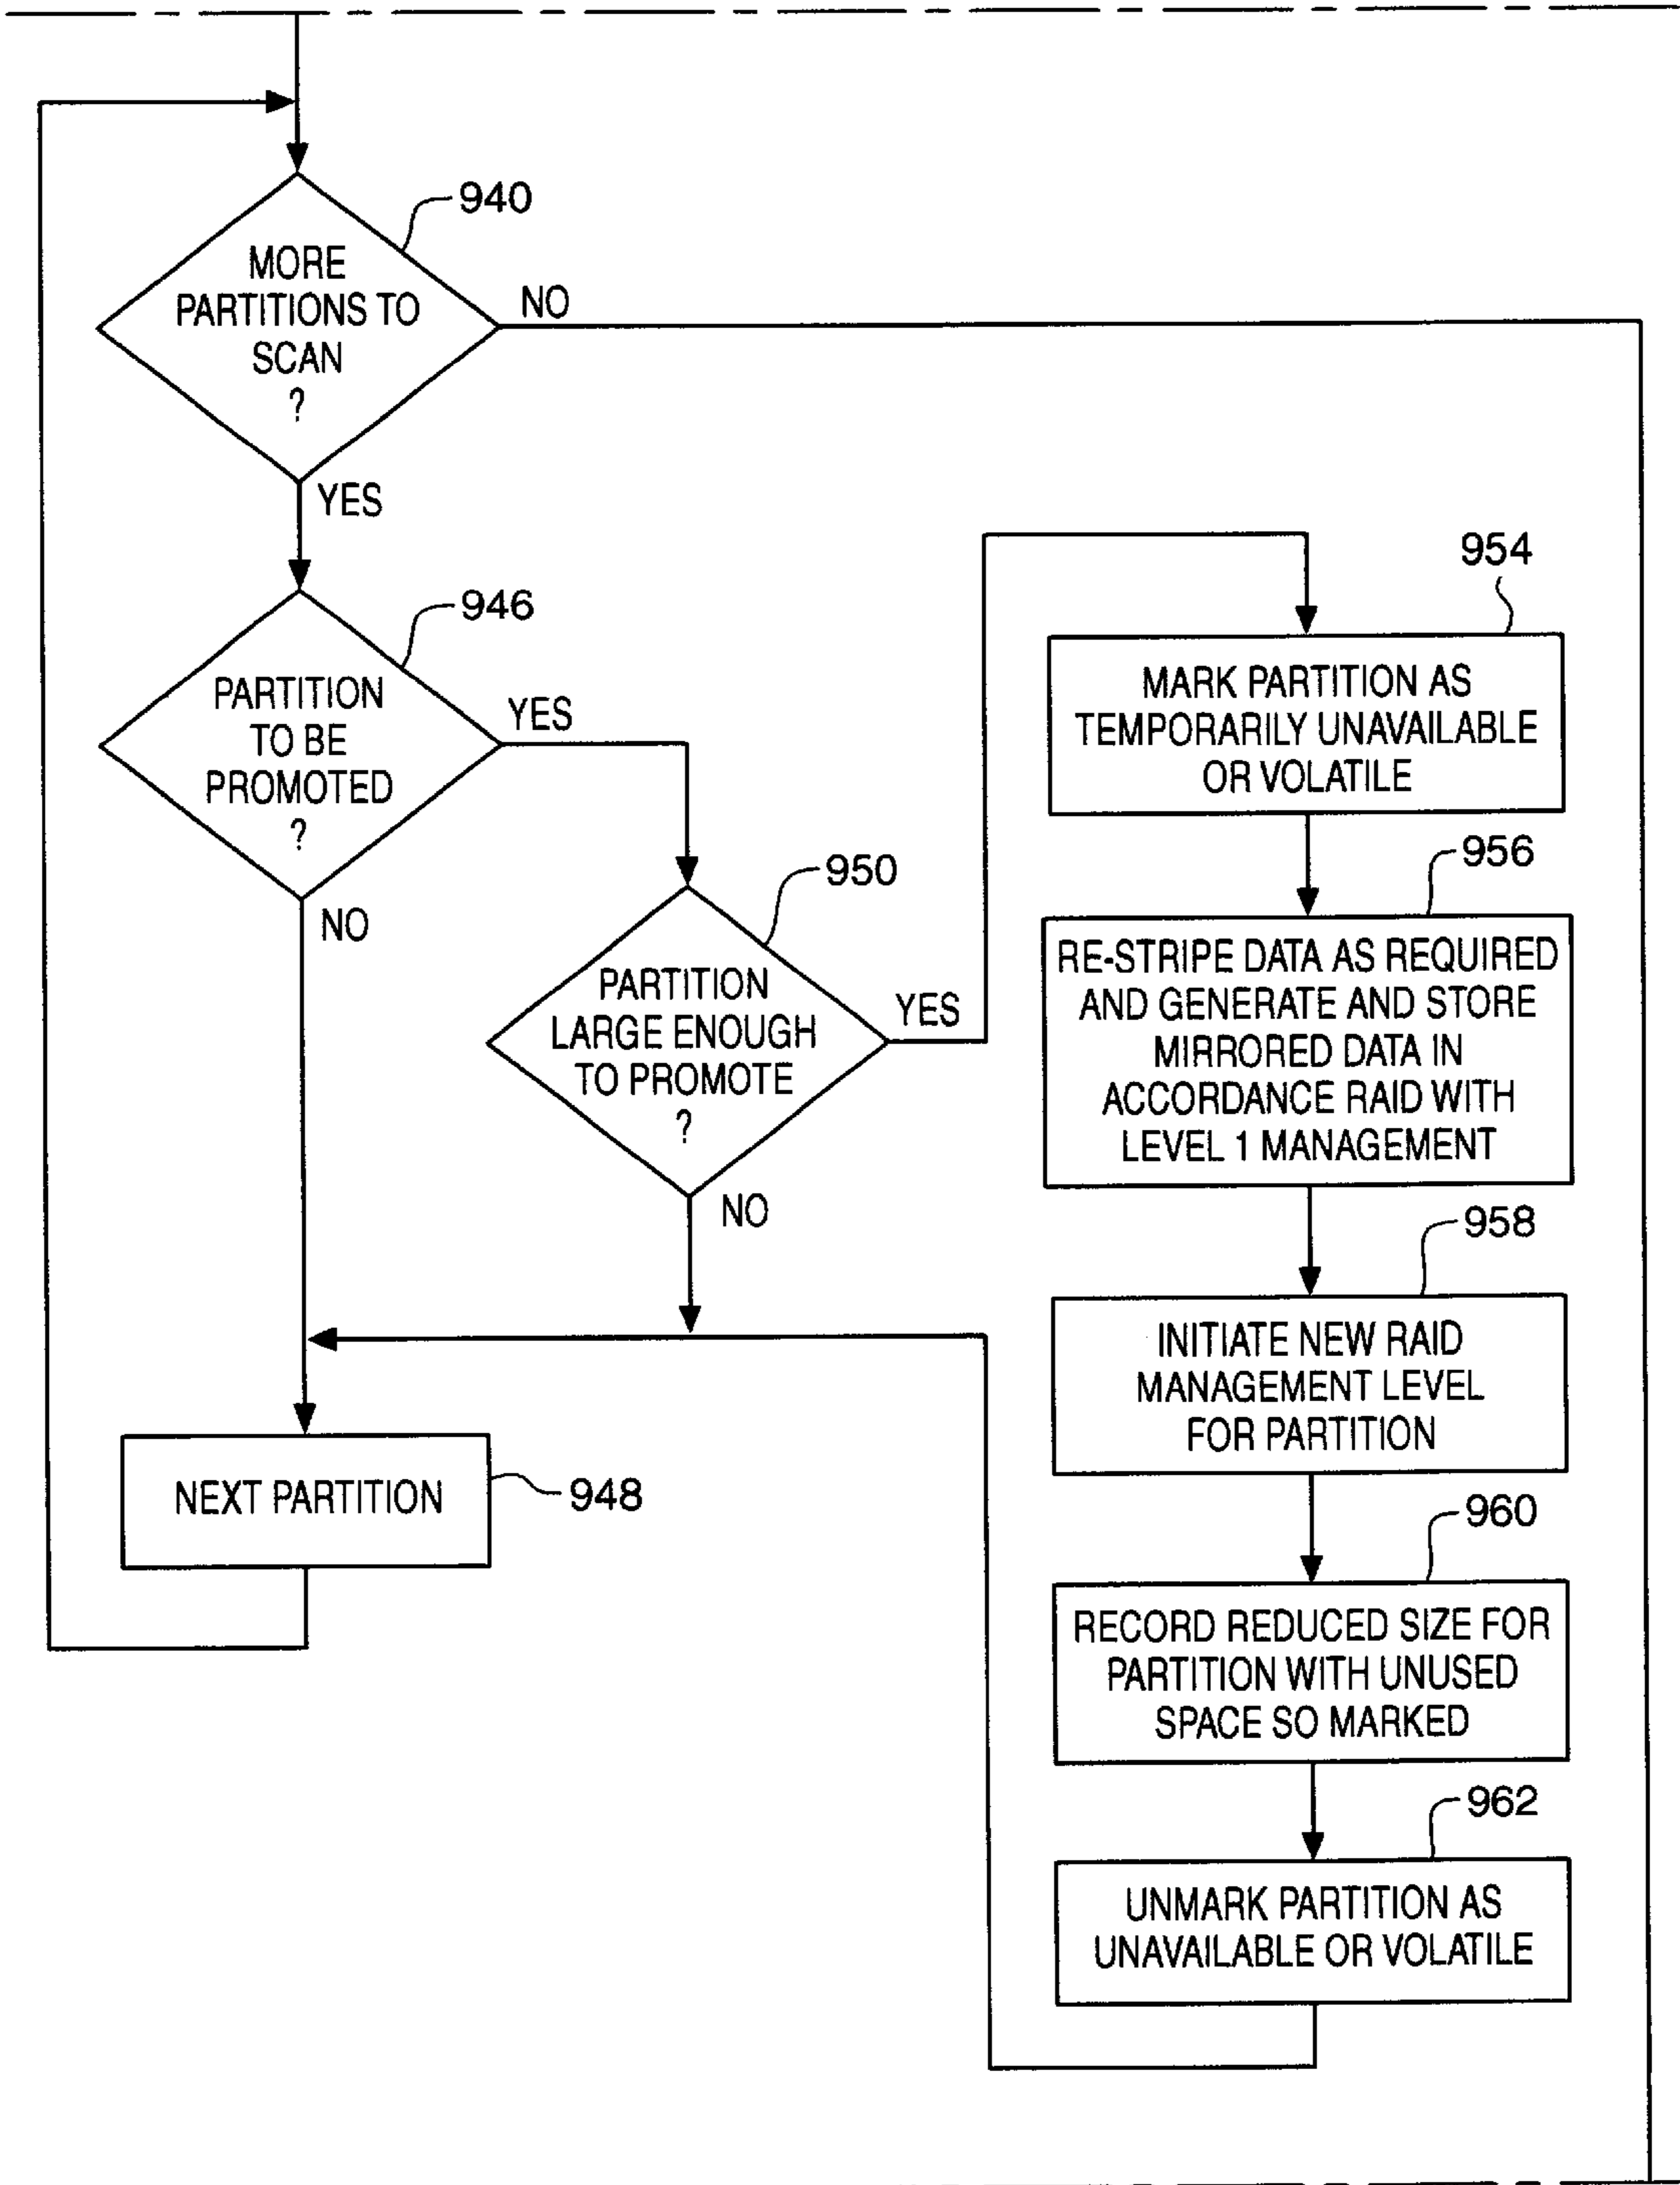 940
MORE
PARTITIONS TO
SCAN
?
NO
YES
946
PARTITION
TO BE
PROMOTED
?
YES
NO
950
PARTITION
LARGE ENOUGH
TO PROMOTE
?
YES
NO
NEXT PARTITION
948
954
MARK PARTITION AS
TEMPORARILY UNAVAILABLE
OR VOLATILE
956
RE-STRIPE DATA AS REQUIRED
AND GENERATE AND STORE
MIRRORED DATA IN
ACCORDANCE RAID WITH
LEVEL 1 MANAGEMENT
958
INITIATE NEW RAID
MANAGEMENT LEVEL
FOR PARTITION
960
RECORD REDUCED SIZE FOR
PARTITION WITH UNUSED
SPACE SO MARKED
962
UNMARK PARTITION AS
UNAVAILABLE OR VOLATILE